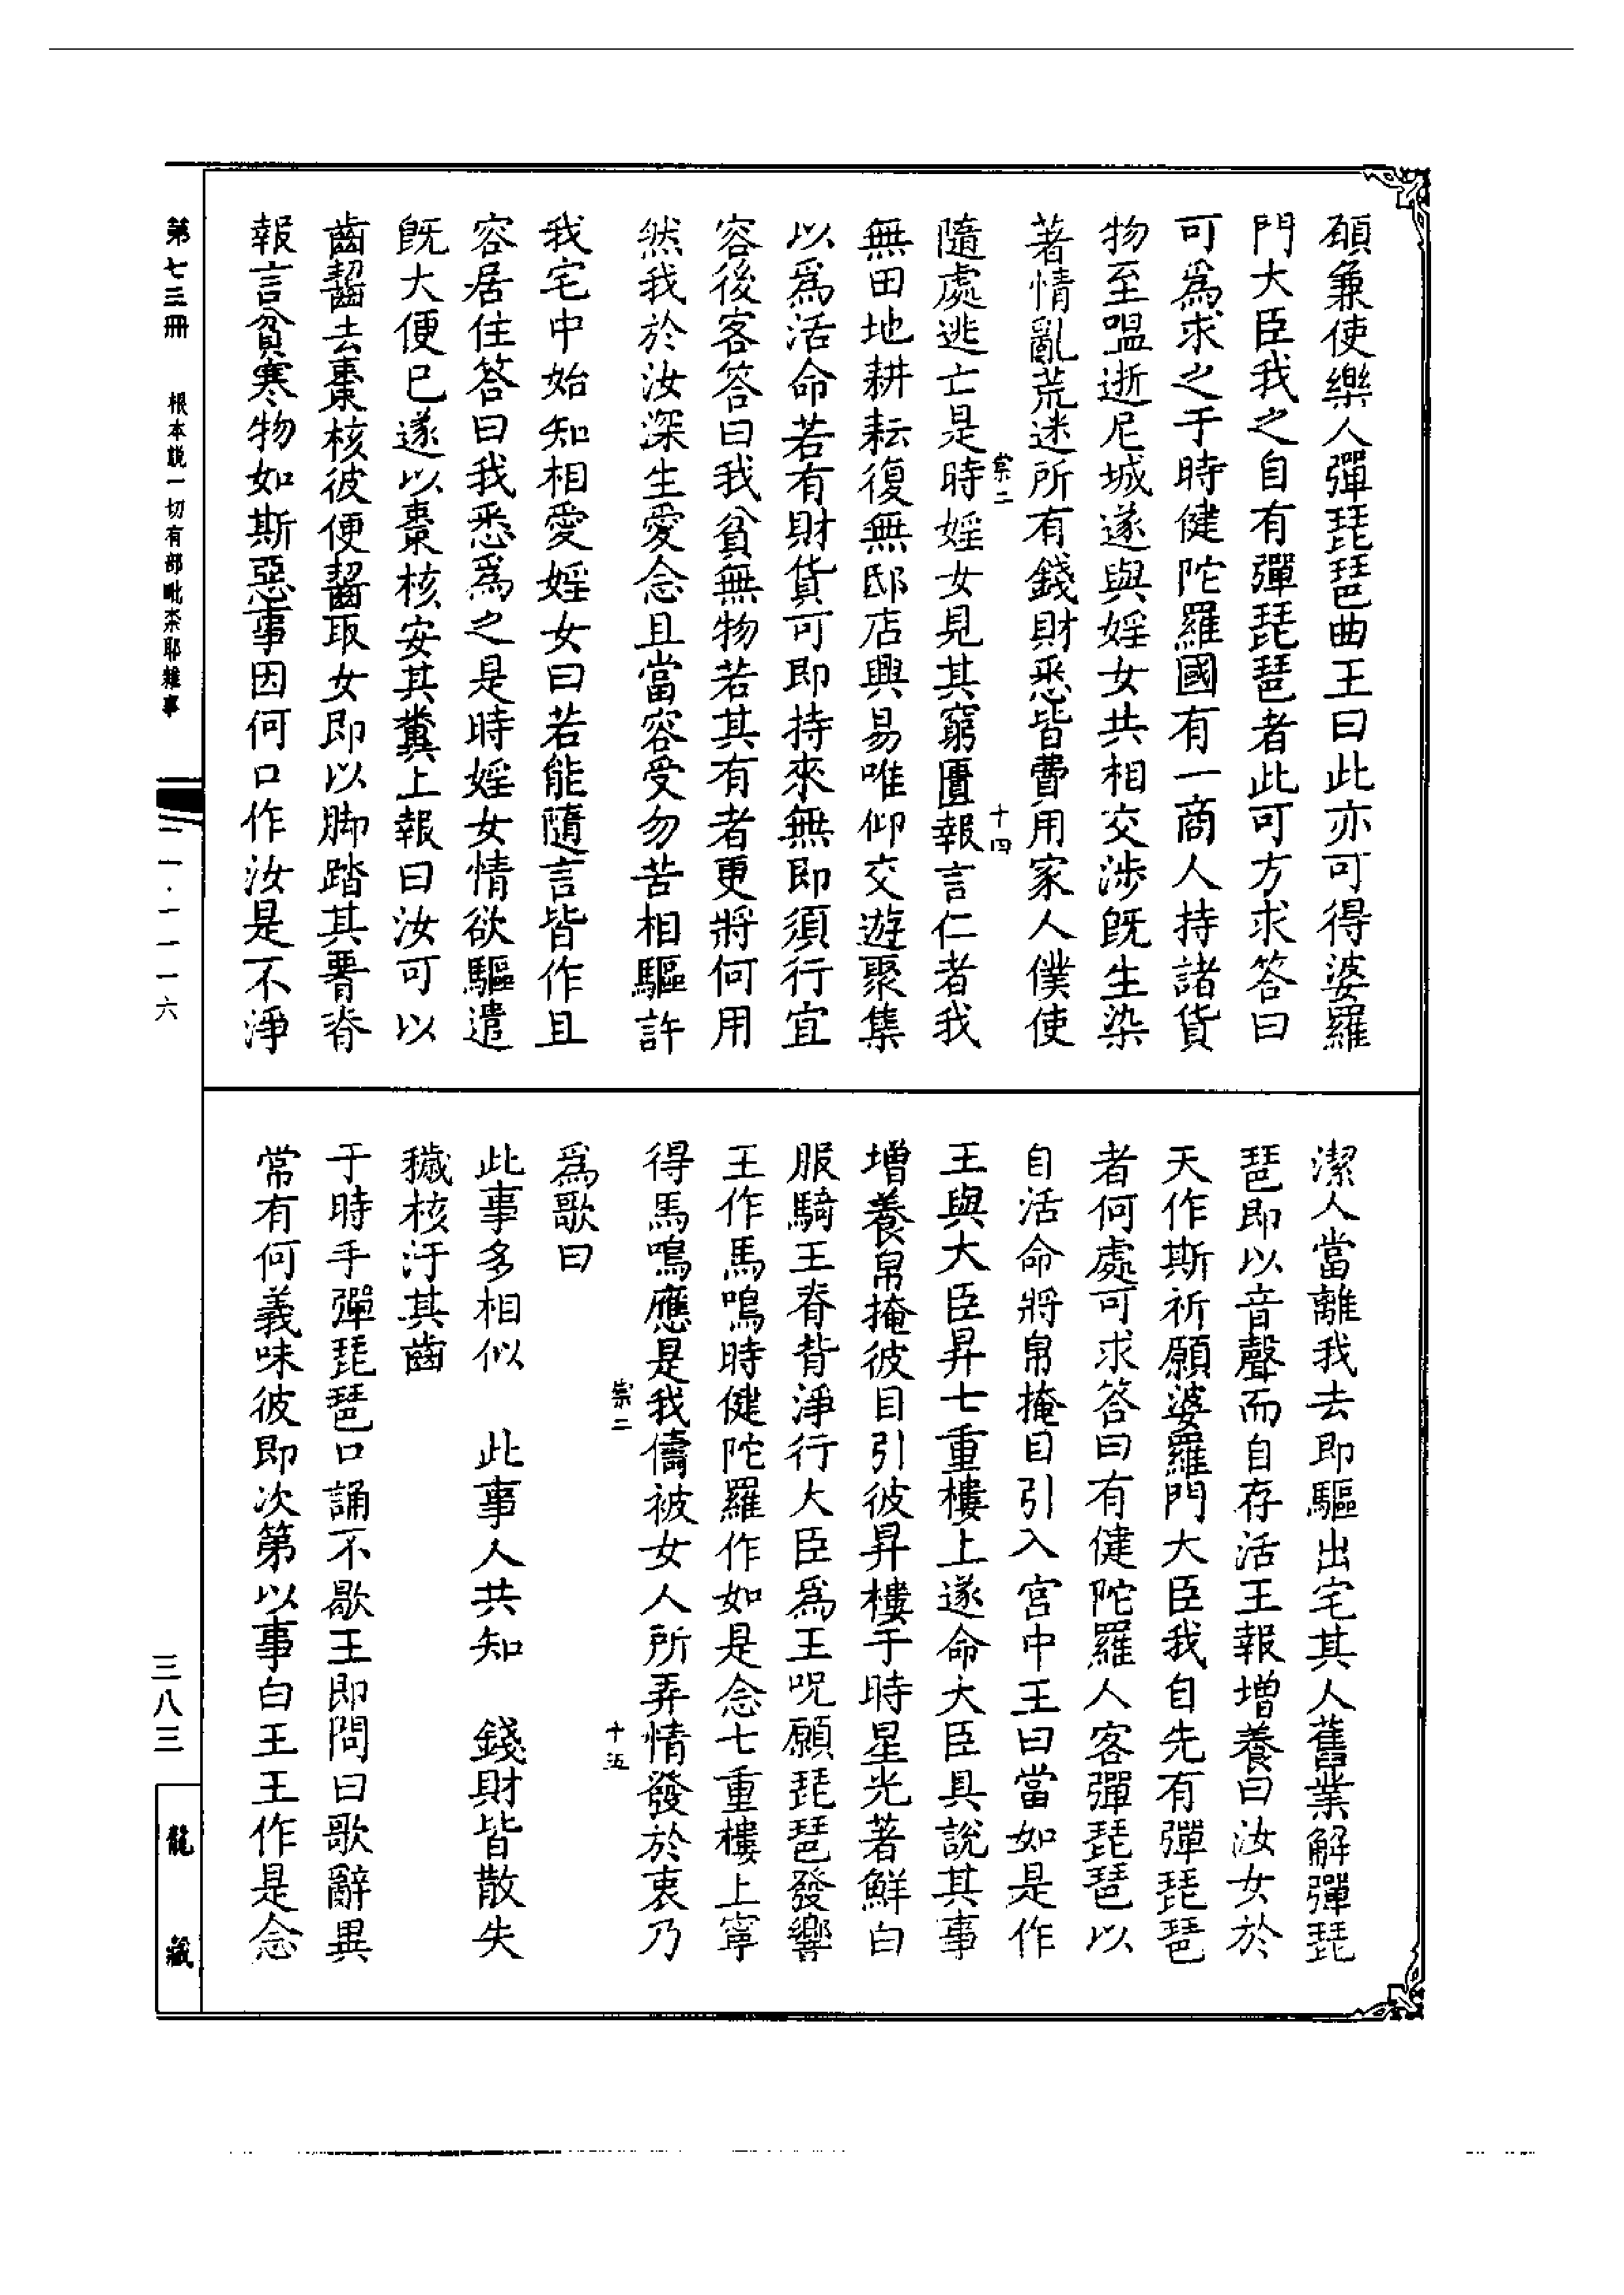 願兼使樂人彈琵琶曲王曰此亦可得婆羅
門大臣我之自有彈琵琶者此可方求答曰
可爲求之于時健陀羅國有一商人持諸貨
物至嗢逝尼城遂與婬女共相交涉旣生染
著情亂荒迷所有錢財悉皆費用家人僕使
崇二
十四
隨處逃亡是時婬女見其窮匱報言仁者我
無田地耕耘復無邸店興易唯仰交遊聚集
以爲活命若有財貨可即持來無即須行宜
容後客答曰我貧無物若其有者更將何用
然我於汝深生愛念且當容受勿苦相驅許
我宅中始知相愛婬女曰若能隨言皆作且
容居住答曰我悉爲之是時婬女情欲驅遣
旣大便已遂以棗核安其糞上報曰汝可以
齒齧去棗核彼便齧取女即以脚踏其署脊
報言貧寒物如斯惡事因何口作汝是不淨
潔人當離我去即驅出宅其人舊業解彈琵
琶即以音聲而自存活王報增養曰汝女於
天作斯祈願婆羅門大臣我自先有彈琵琶
者何處可求答曰有健陀羅人客彈琵琶以
自活命將帛掩目引入宮中王曰當如是作
王與大臣昇七重樓上遂命大臣具說其事
增養帛掩彼目引彼昇樓于時星光著鮮白
服騎王脊背淨行大臣爲王呪願琵琶發響
王作馬鳴時健陀羅作如是念七重樓上寧
得馬鳴應是我儔被女人所弄情發於衷乃
崇二
十五
爲歌曰
此事多相似　此事人共知　錢財皆散失
穢核汙其齒
于時手彈琵琶口誦不歇王即問曰歌辭異
常有何義味彼即次第以事白王王作是念
第七三冊　根本說一切有部毗柰耶雜事
二一·一一一六
三八三
龍藏